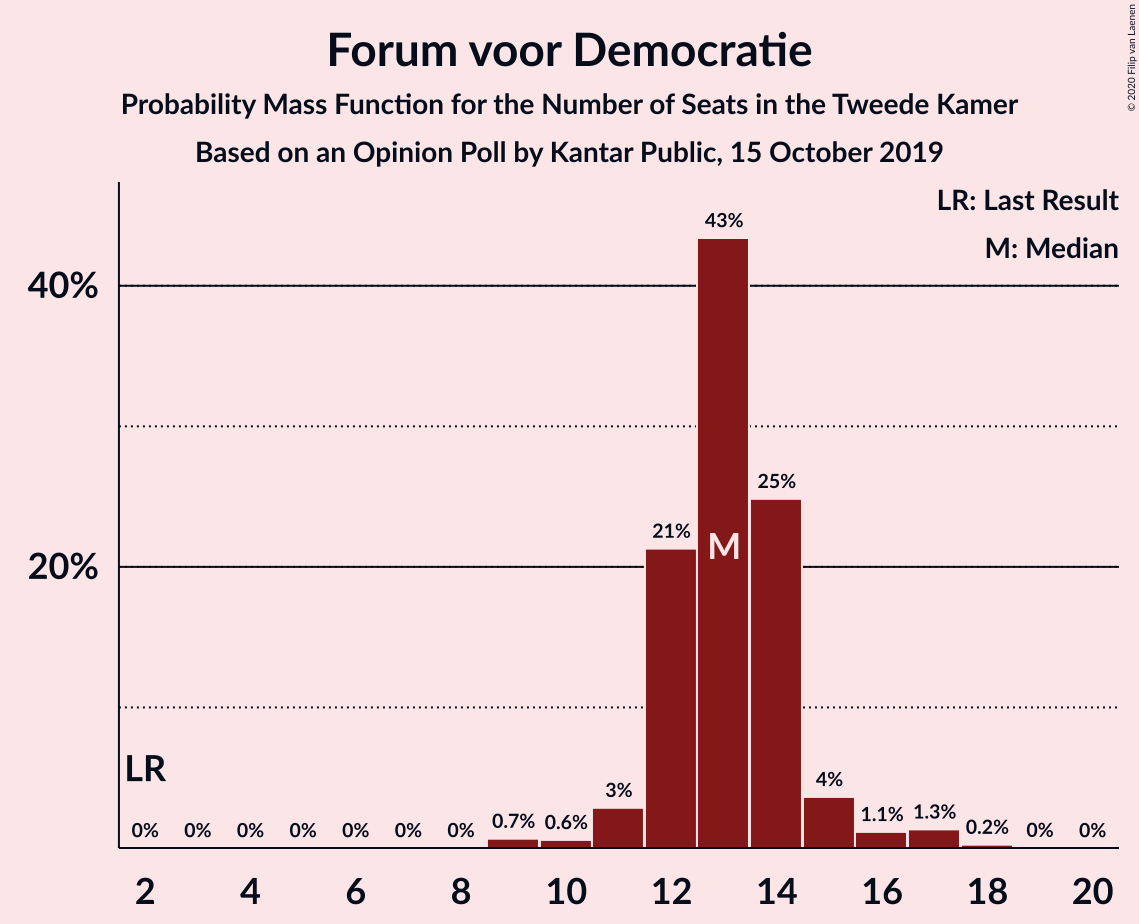 Forum voor Democratie
Probability Mass Function for the Number of Seats in the Tweede Kamer
Based on an Opinion Poll by Kantar Public, 15 October 2019
© 2020 Filip van Laenen
LR: Last Result
M: Median
40%
20%
LR
0%
0%
0%
0%
0%
0%
0%
0.7%
0.6%
3%
21%
43%
M
25%
4%
1.1%
1.3%
0.2%
0%
0%
2 4 6 8 10 12 14 16 18 20